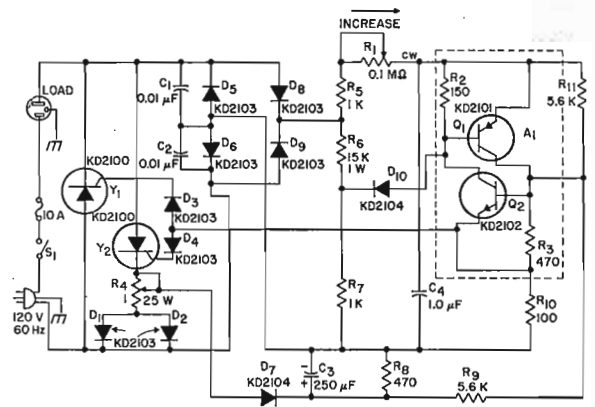 INCREASE
R1
0.1 MΩ
CW
LOAD
C1
0.01 μF
D5
KD2103
D8
KD2103
R5
1 K
R2
150
R11
5.6 K
KD2101
Q1
A1
C2
0.01 μF
D6
KD2103
D9
KD2103
R6
15 K
1 W
KD2100
Y1
D10
KD2104
Q2
KD2102
D3
KD2103
10 A
KD2100
Y2
D4
KD2103
R3
470
S1
R4
1
25 W
R7
1 K
C4
1.0 μF
R10
100
120 V
60 Hz
D1
D2
KD2103
D7
KD2104
-
+
C3
250 μF
R8
470
R9
5.6 K